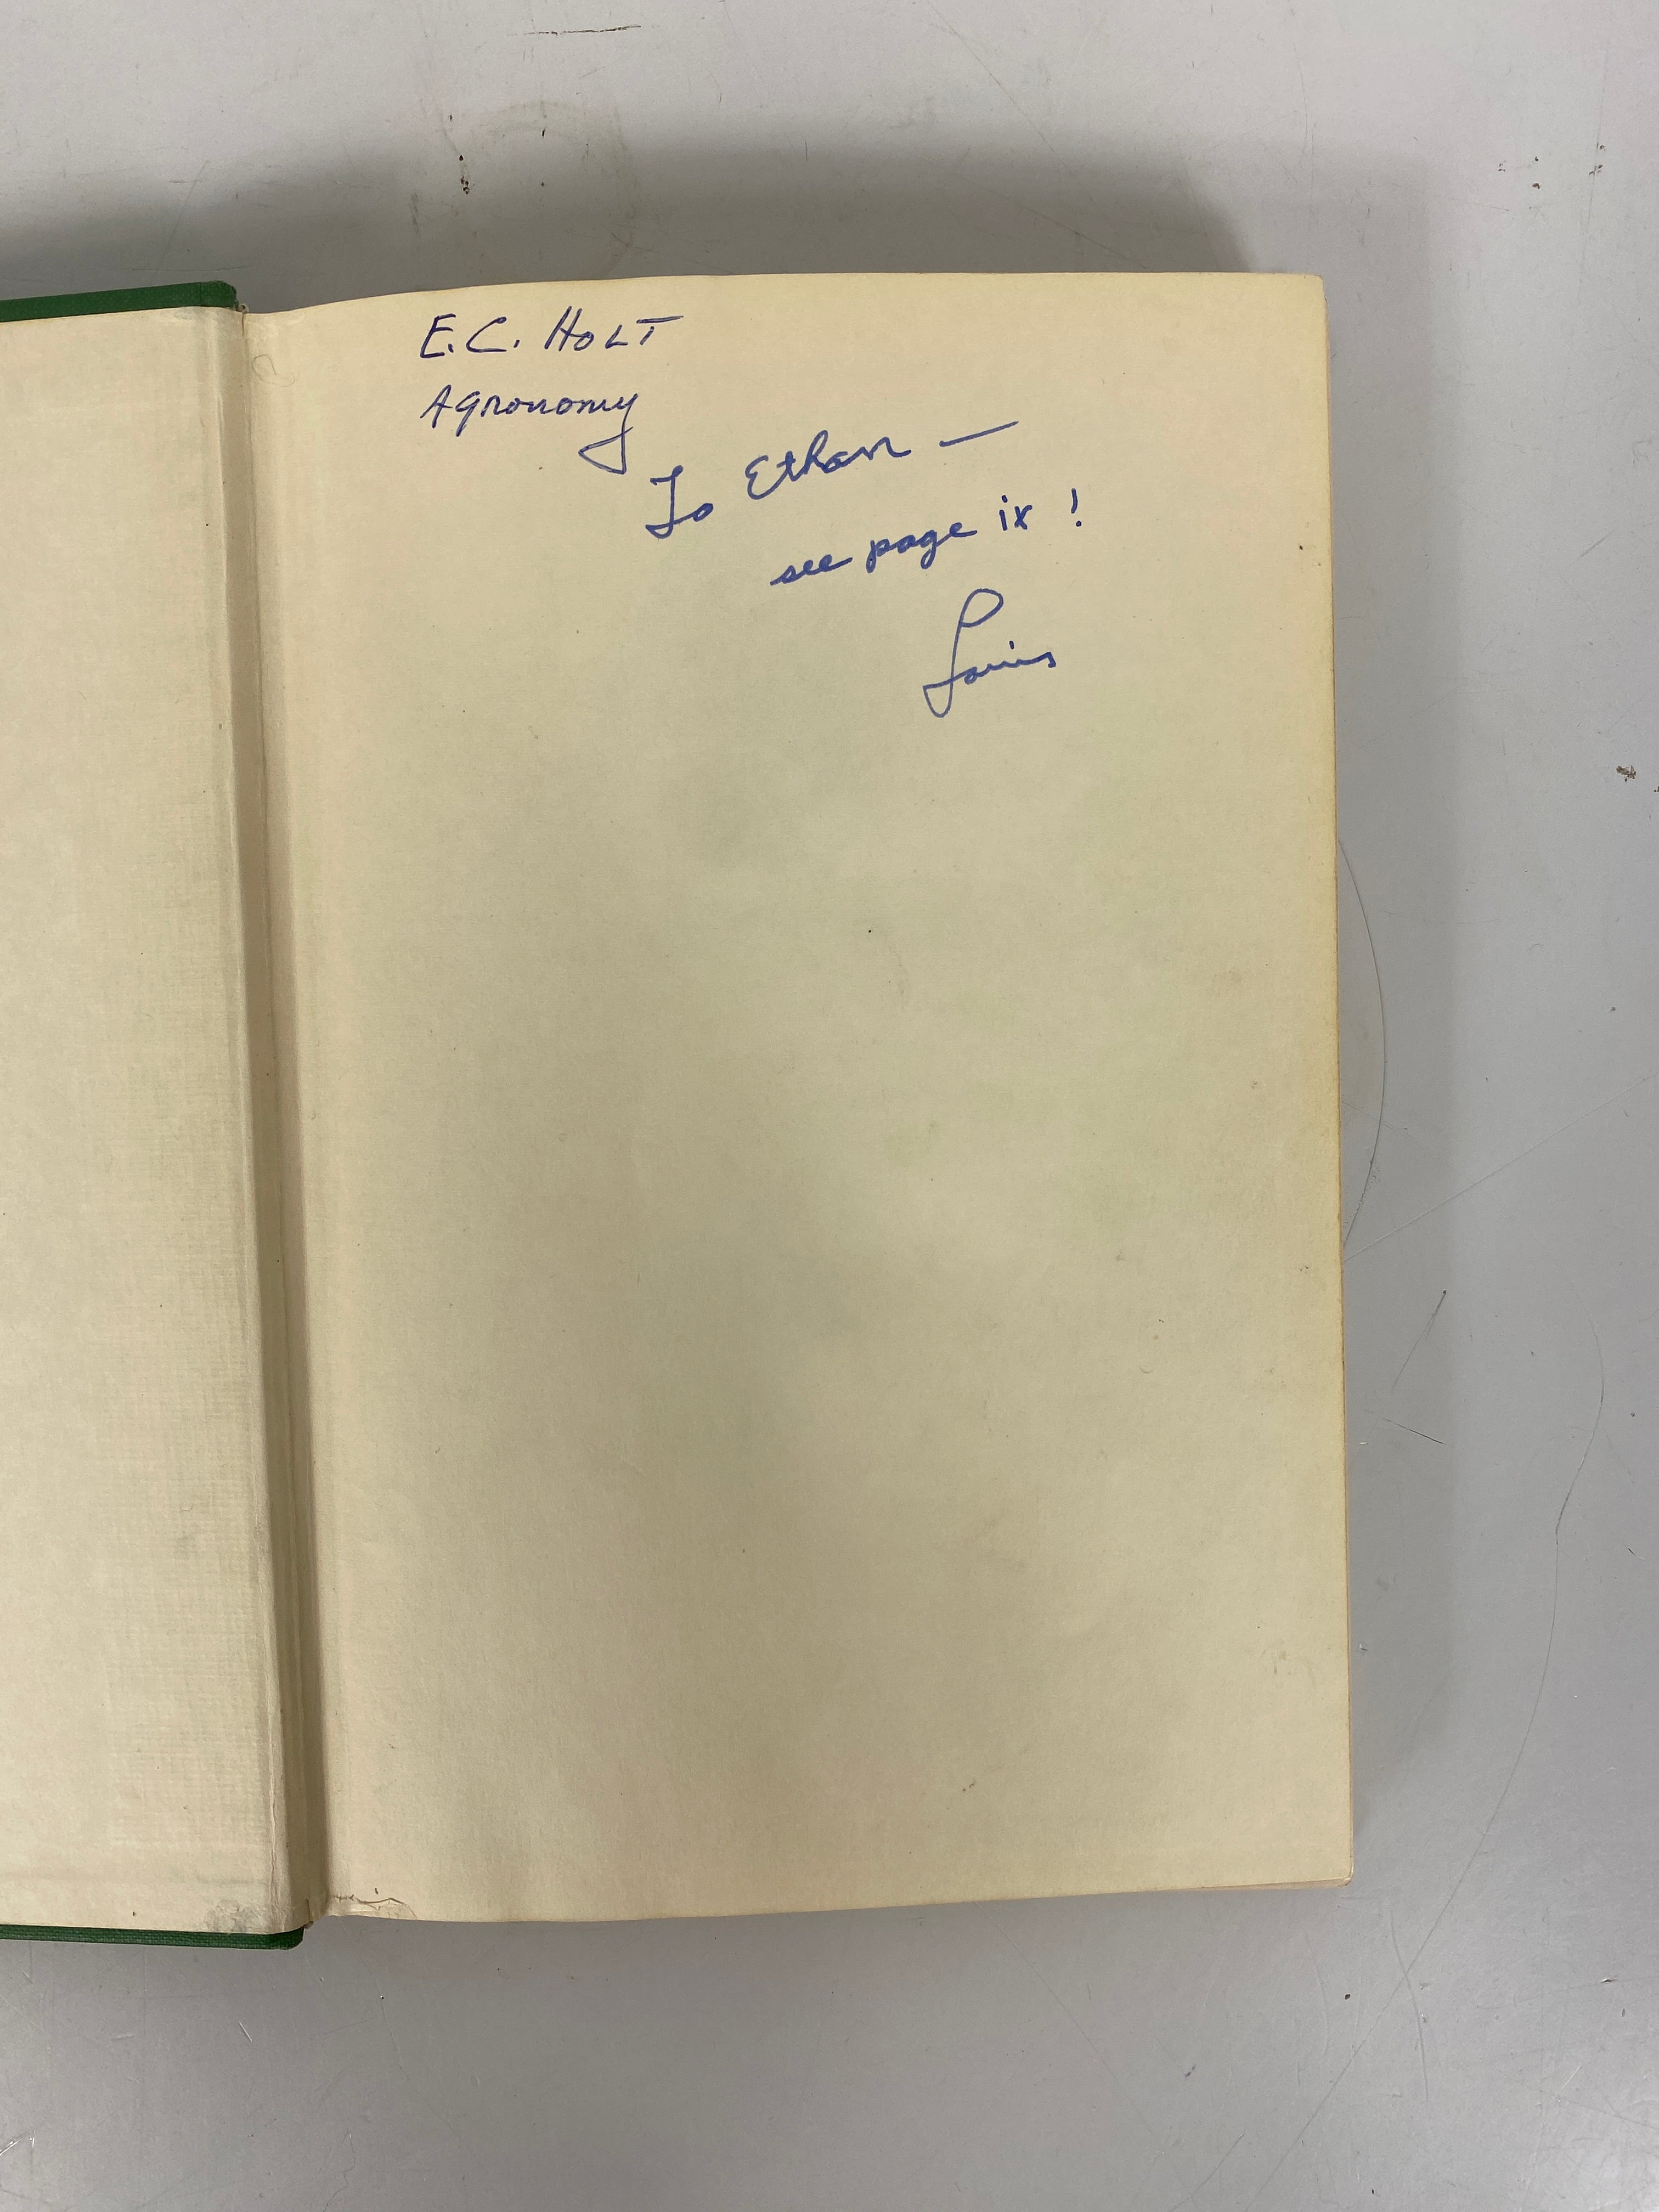 E.C. HOLT
Agronomy
To Ethan —
see page ix !
Louis